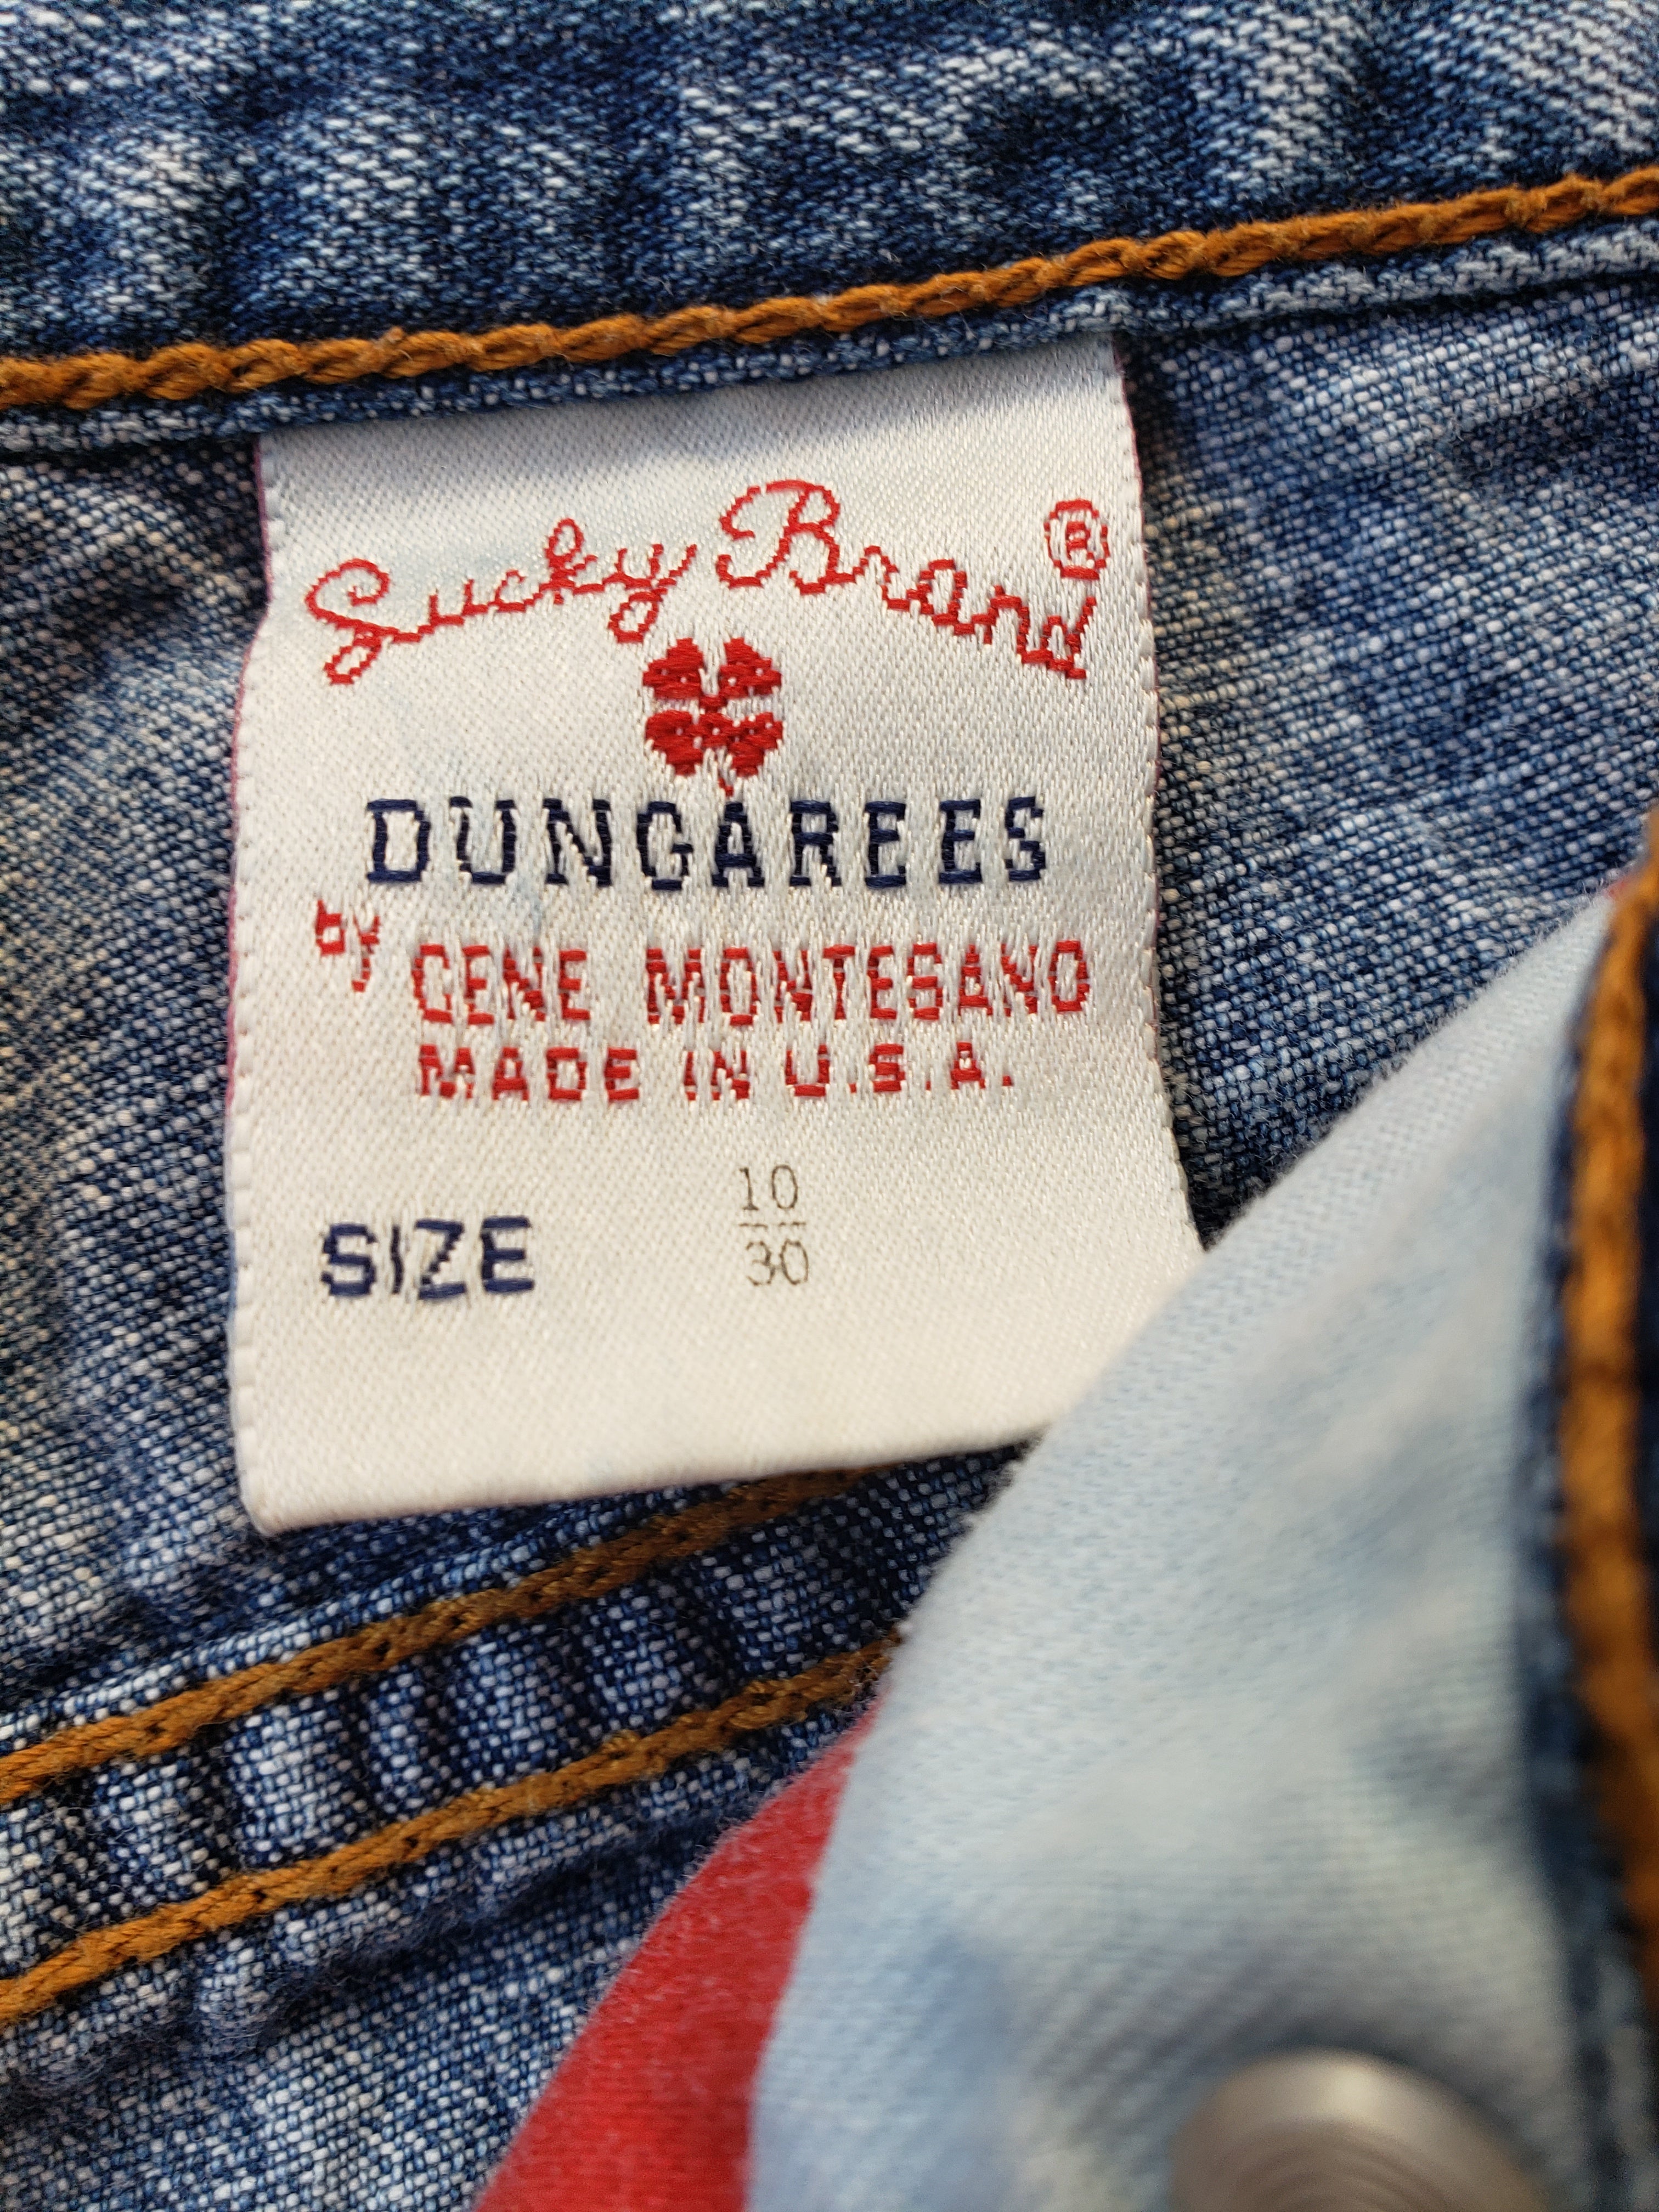 Lucky Brand ®
DUNGAREES
by GENE MONTESANO
MADE IN U.S.A.
SIZE 10
30